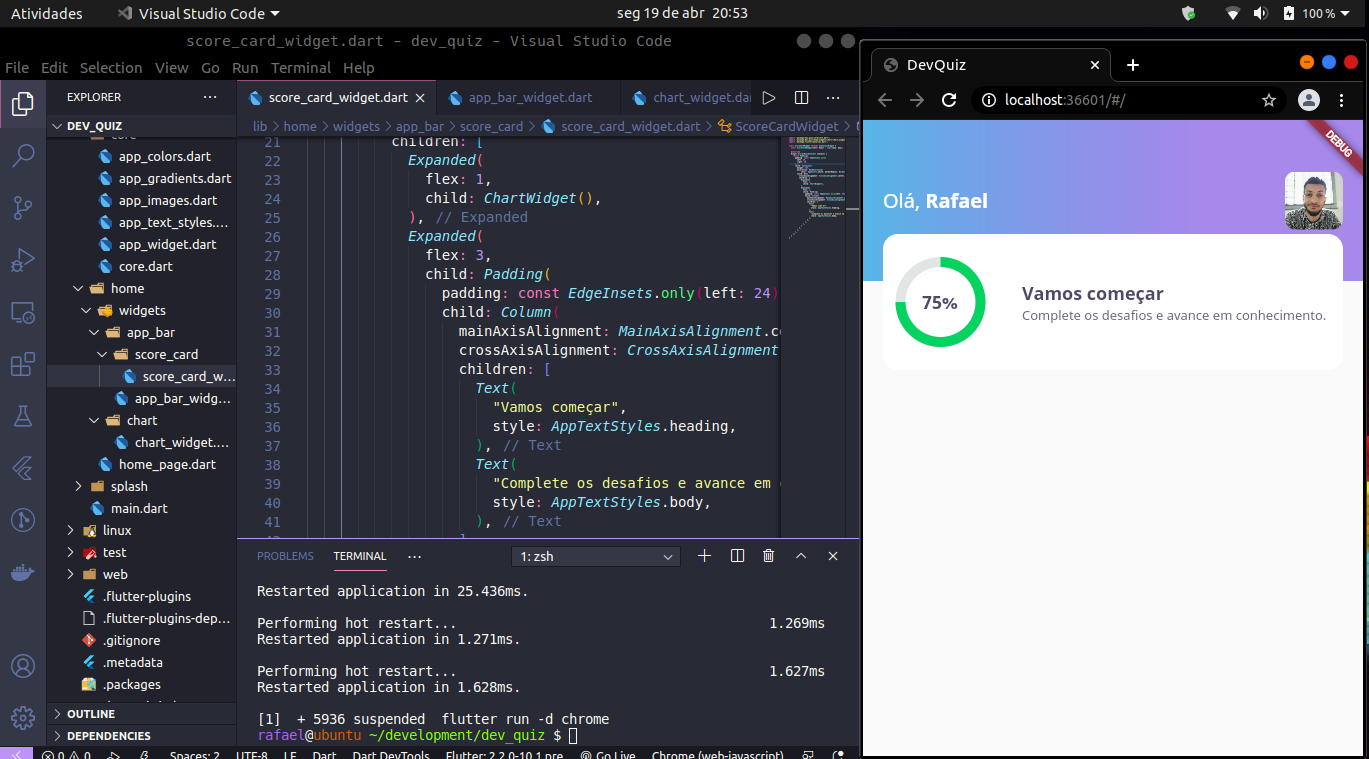 Atividades
Visual Studio Code
seg 19 de abr 20:53
100 %
score_card_widget.dart - dev_quiz - Visual Studio Code
File Edit Selection View Go Run Terminal Help
EXPLORER
DEV_QUIZ
app_colors.dart
app_gradients.dart
app_images.dart
app_text_styles....
app_widget.dart
core.dart
home
widgets
app_bar
score_card
score_card_w...
app_bar_widg...
chart
chart_widget....
home_page.dart
splash
main.dart
linux
test
web
.flutter-plugins
.flutter-plugins-dep...
.gitignore
.metadata
.packages
OUTLINE
DEPENDENCIES
score_card_widget.dart
app_bar_widget.dart
chart_widget.da
lib > home > widgets > app_bar > score_card > score_card_widget.dart > ScoreCardWidget >
21 children: [
22 Expanded(
23 flex: 1,
24 child: ChartWidget(),
25 ), // Expanded
26 Expanded(
27 flex: 3,
28 child: Padding(
29 padding: const EdgeInsets.only(left: 24)
30 child: Column(
31 mainAxisAlignment: MainAxisAlignment.c
32 crossAxisAlignment: CrossAxisAlignment
33 children: [
34 Text(
35 "Vamos começar",
36 style: AppTextStyles.heading,
37 ), // Text
38 Text(
39 "Complete os desafios e avance em
40 style: AppTextStyles.body,
41 ), // Text
PROBLEMS TERMINAL ...
1: zsh
Restarted application in 25.436ms.
Performing hot restart... 1.269ms
Restarted application in 1.271ms.
Performing hot restart... 1.627ms
Restarted application in 1.628ms.
[1] + 5936 suspended flutter run -d chrome
rafael@ubuntu ~/development/dev_quiz $
0 0 Spaces: 2 UTF-8 LF Dart Dart DevTools Flutter: 2.2.0-10.1.pre Go Live Chrome (web-javascript)
DevQuiz
localhost:36601/#/
DEBUG
Olá, Rafael
75%
Vamos começar
Complete os desafios e avance em conhecimento.